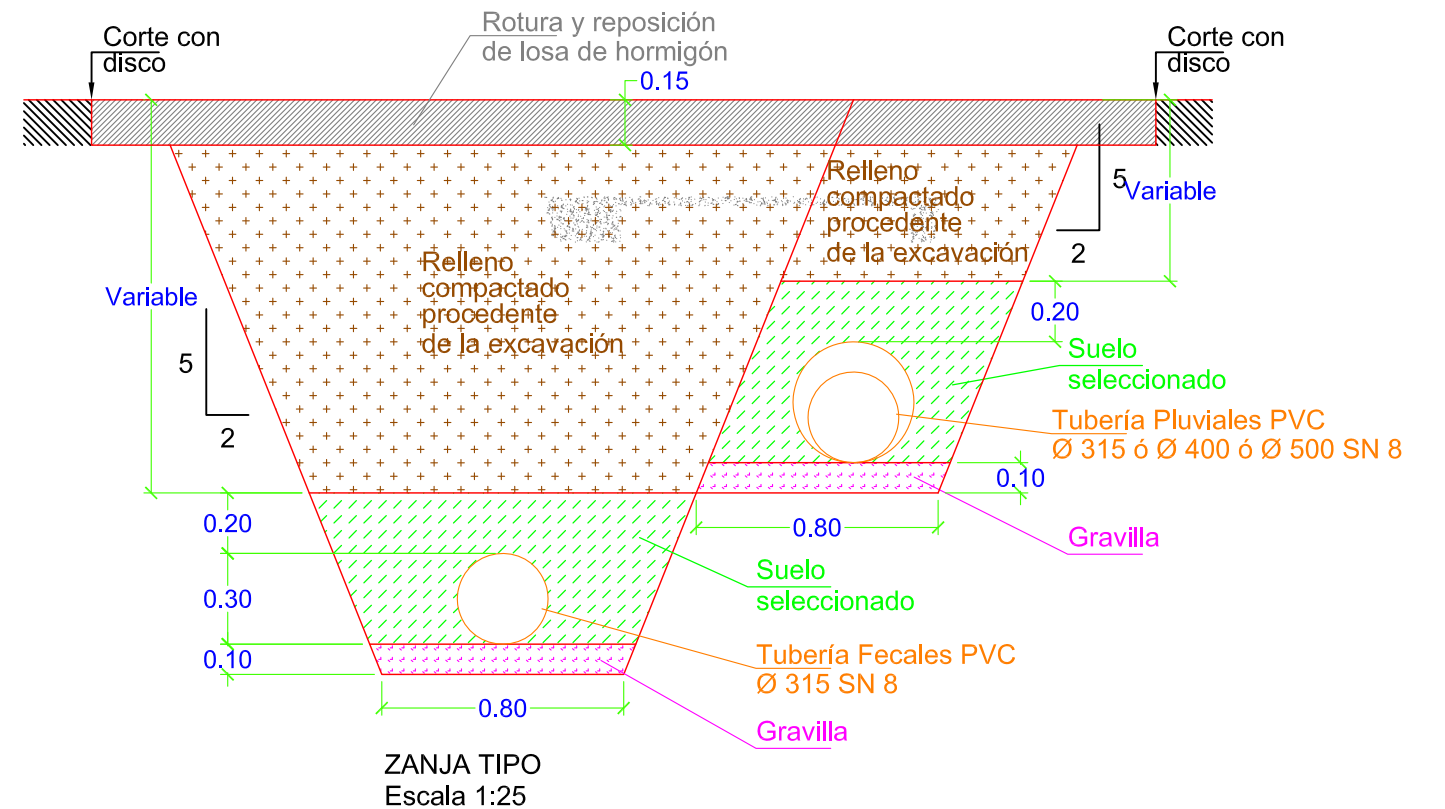 Corte con
disco
Rotura y reposición
de losa de hormigón
0.15
Corte con
disco
Relleno
compactado
procedente
de la excavación
5
Variable
2
Relleno
compactado
procedente
de la excavación
Variable
5
2
0.20
Suelo
seleccionado
Tubería Pluviales PVC
Ø 315 ó Ø 400 ó Ø 500 SN 8
0.10
0.80
Gravilla
0.20
0.30
0.10
Suelo
seleccionado
Tubería Fecales PVC
Ø 315 SN 8
0.80
Gravilla
ZANJA TIPO
Escala 1:25